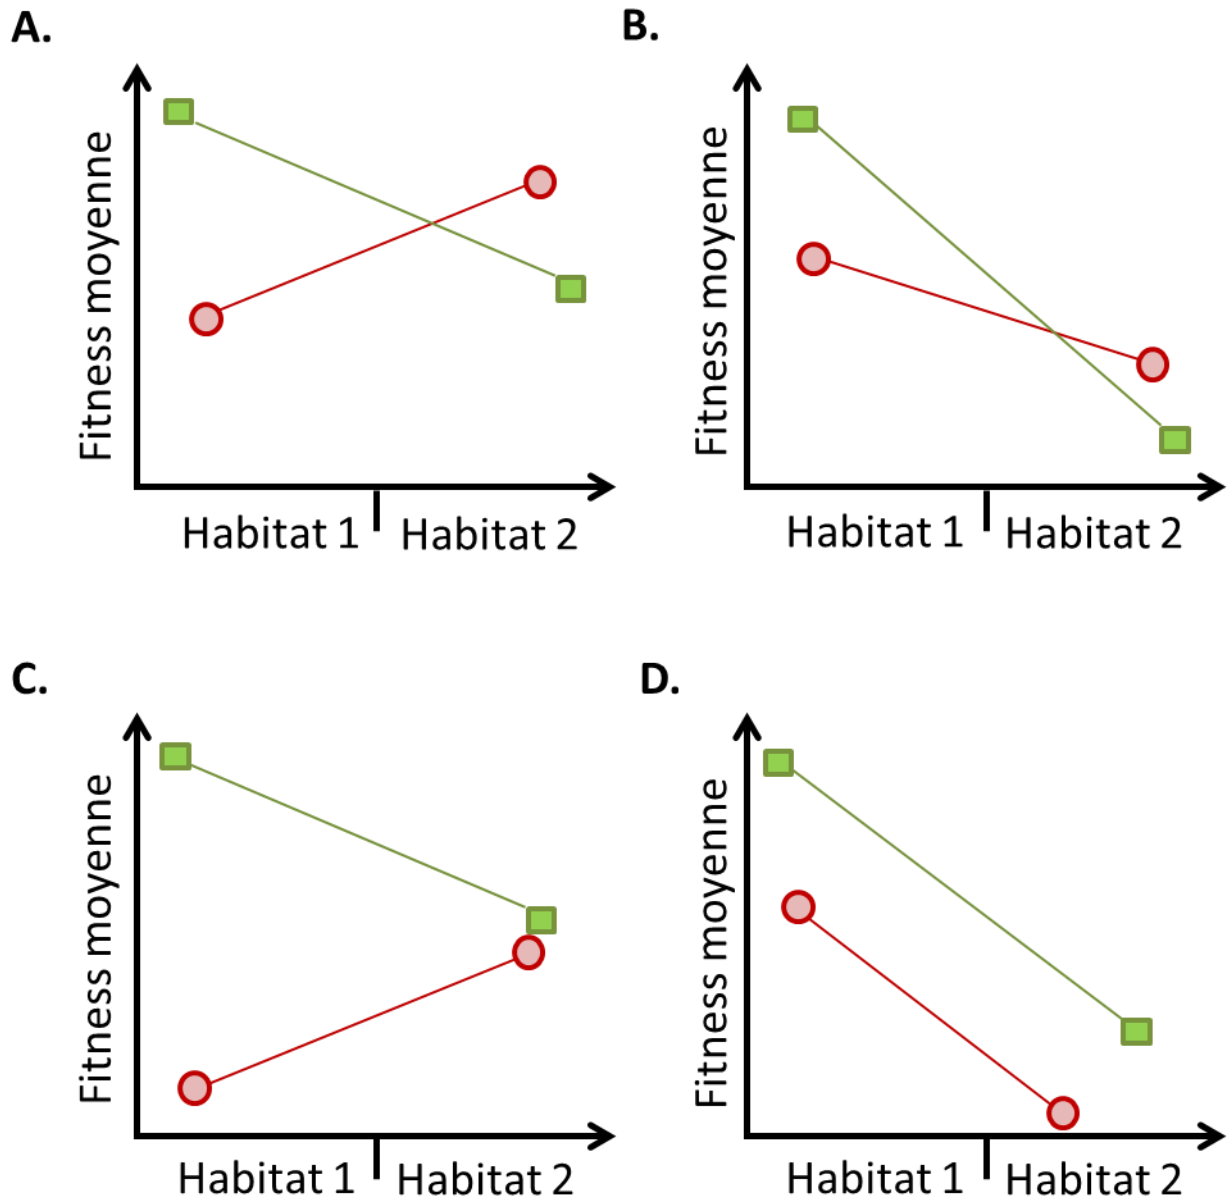 A.
Fitness moyenne
Habitat 1
Habitat 2
B.
Fitness moyenne
Habitat 1
Habitat 2
C.
Fitness moyenne
Habitat 1
Habitat 2
D.
Fitness moyenne
Habitat 1
Habitat 2